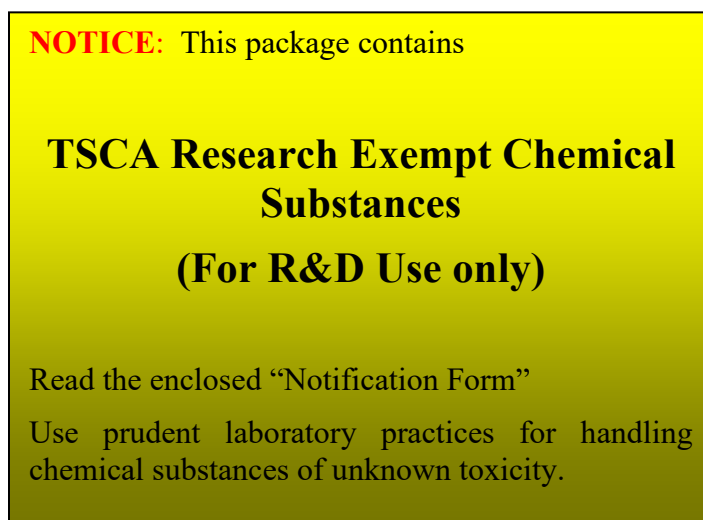 NOTICE: This package contains
TSCA Research Exempt Chemical
Substances
(For R&D Use only)
Read the enclosed “Notification Form”
Use prudent laboratory practices for handling
chemical substances of unknown toxicity.